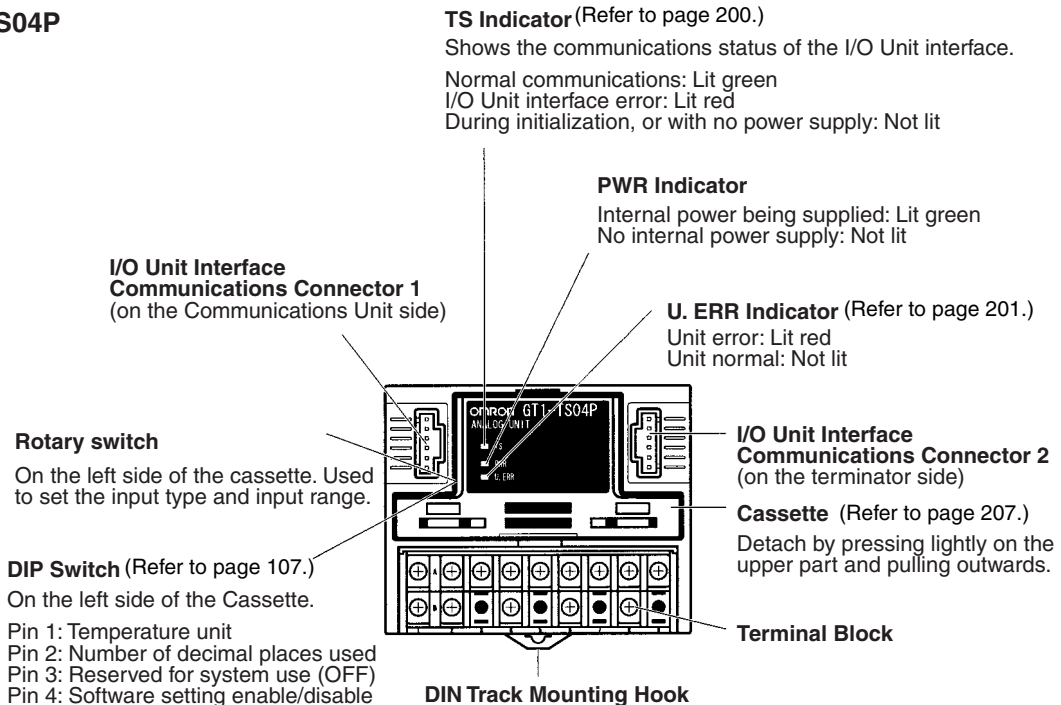 S04P
TS Indicator (Refer to page 200.)
Shows the communications status of the I/O Unit interface.
Normal communications: Lit green
I/O Unit interface error: Lit red
During initialization, or with no power supply: Not lit
PWR Indicator
Internal power being supplied: Lit green
No internal power supply: Not lit
I/O Unit Interface
Communications Connector 1
(on the Communications Unit side)
U. ERR Indicator (Refer to page 201.)
Unit error: Lit red
Unit normal: Not lit
OMRON GT1-TS04P
ANALOG UNIT
TS
PWR
U. ERR
Rotary switch
On the left side of the cassette. Used
to set the input type and input range.
I/O Unit Interface
Communications Connector 2
(on the terminator side)
Cassette (Refer to page 207.)
Detach by pressing lightly on the
upper part and pulling outwards.
DIP Switch (Refer to page 107.)
On the left side of the Cassette.
Pin 1: Temperature unit
Pin 2: Number of decimal places used
Pin 3: Reserved for system use (OFF)
Pin 4: Software setting enable/disable
A
B
Terminal Block
DIN Track Mounting Hook